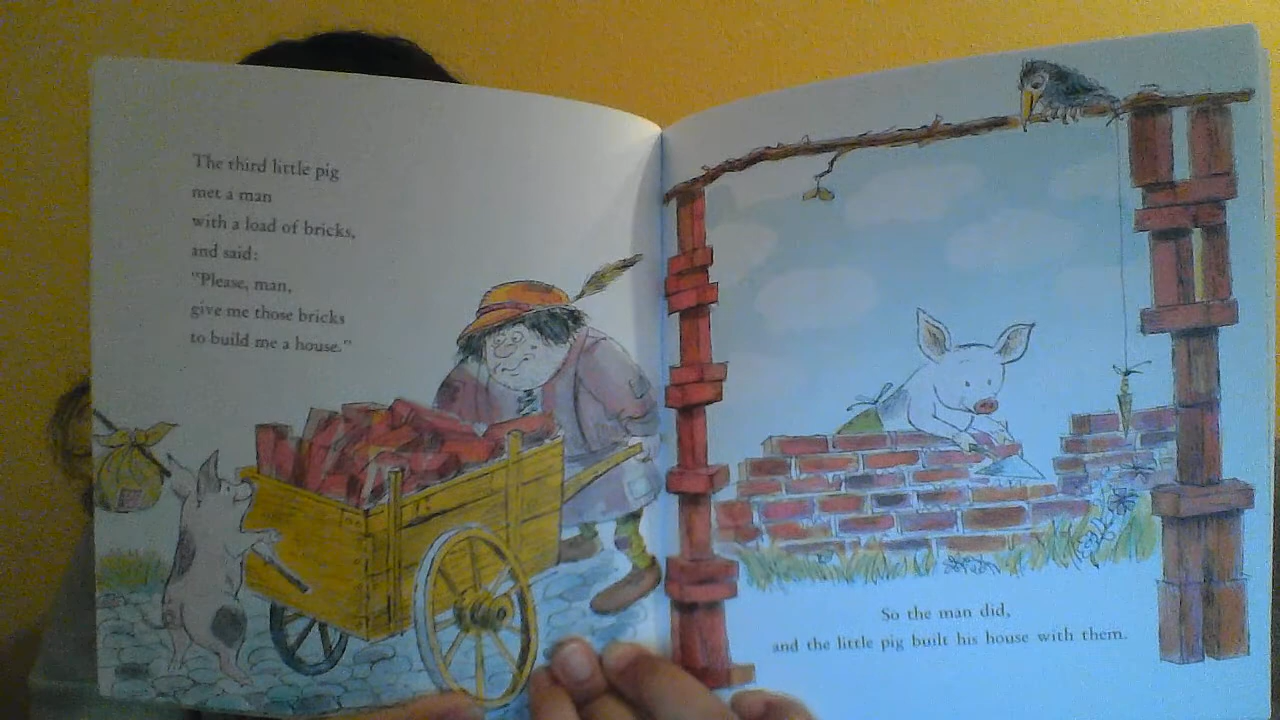 The third little pig
met a man
with a load of bricks,
and said:
"Please, man,
give me those bricks
to build me a house."
So the man did,
and the little pig built his house with them.